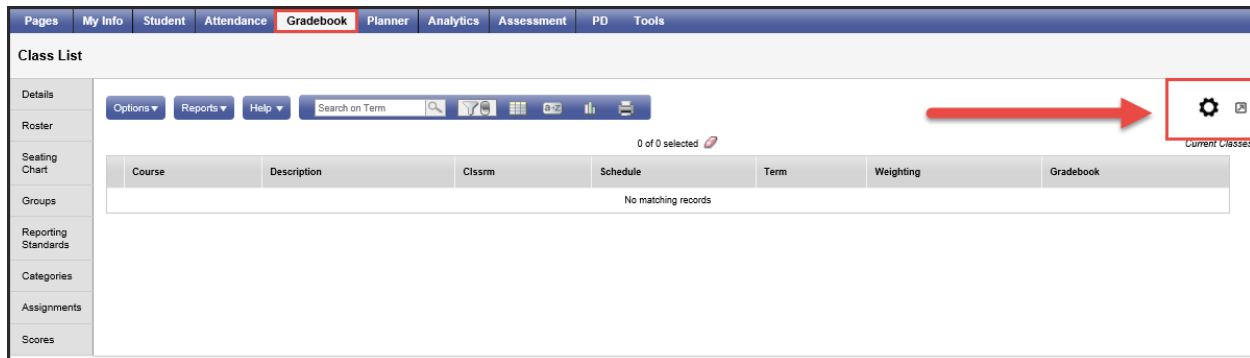 Pages My Info Student Attendance Gradebook Planner Analytics Assessment PD Tools
Class List
Details
Roster
Seating
Chart
Groups
Reporting
Standards
Categories
Assignments
Scores
Options Reports Help Search on Term a-z
0 of 0 selected
Current Classes
Course Description Clssrm Schedule Term Weighting Gradebook
No matching records